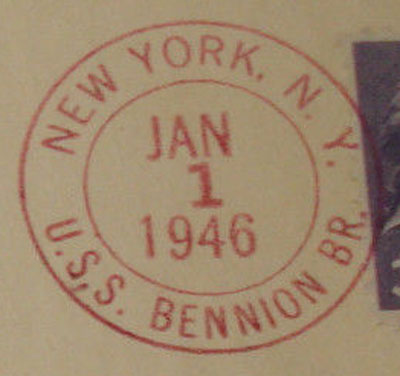 NEW YORK, N. Y.
JAN
1
1946
U.S.S. BENNION BR.